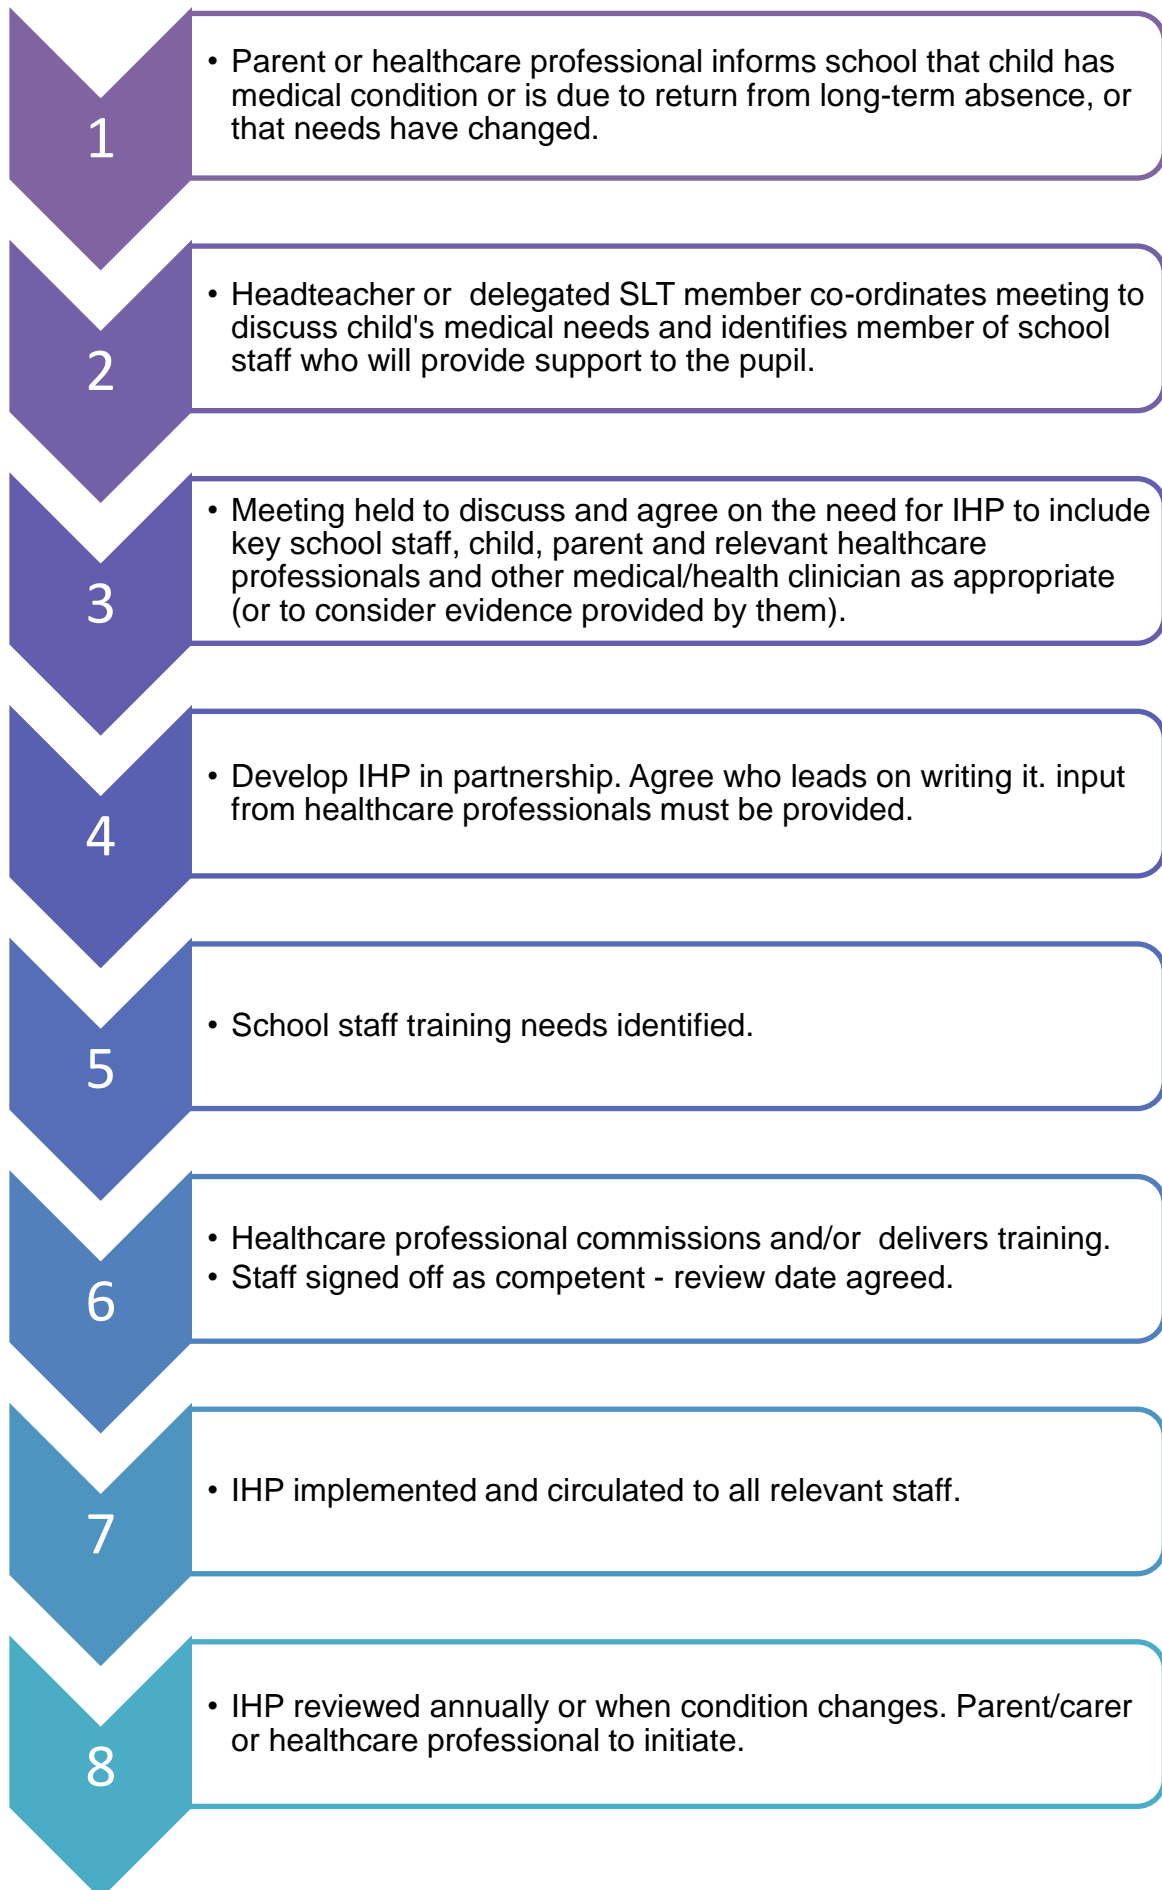 1
• Parent or healthcare professional informs school that child has
medical condition or is due to return from long-term absence, or
that needs have changed.
2
• Headteacher or  delegated SLT member co-ordinates meeting to
discuss child's medical needs and identifies member of school
staff who will provide support to the pupil.
3
• Meeting held to discuss and agree on the need for IHP to include
key school staff, child, parent and relevant healthcare
professionals and other medical/health clinician as appropriate
(or to consider evidence provided by them).
4
• Develop IHP in partnership. Agree who leads on writing it. input
from healthcare professionals must be provided.
5
• School staff training needs identified.
6
• Healthcare professional commissions and/or  delivers training.
• Staff signed off as competent - review date agreed.
7
• IHP implemented and circulated to all relevant staff.
8
• IHP reviewed annually or when condition changes. Parent/carer
or healthcare professional to initiate.